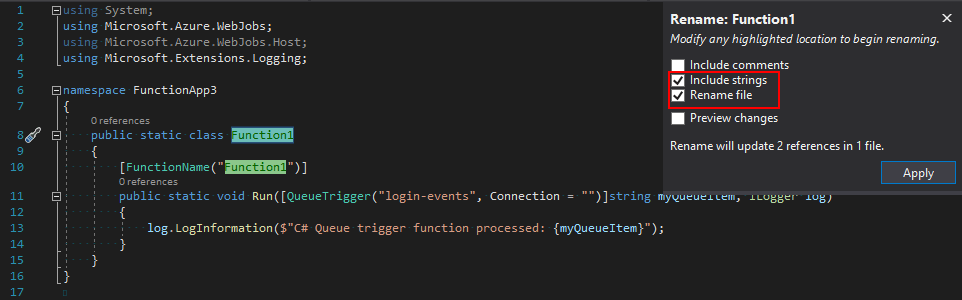 1 using System;
2 using Microsoft.Azure.WebJobs;
3 using Microsoft.Azure.WebJobs.Host;
4 using Microsoft.Extensions.Logging;
5
6 namespace FunctionApp3
7 {
0 references
8 public static class Function1
9 {
10 [FunctionName("Function1")]
0 references
11 public static void Run([QueueTrigger("login-events", Connection = "")]string myQueueItem, ILogger log)
12 {
13 log.LogInformation($"C# Queue trigger function processed: {myQueueItem}");
14 }
15 }
16 }
17
Rename: Function1
Modify any highlighted location to begin renaming.
Include comments
Include strings
Rename file
Preview changes
Rename will update 2 references in 1 file.
Apply